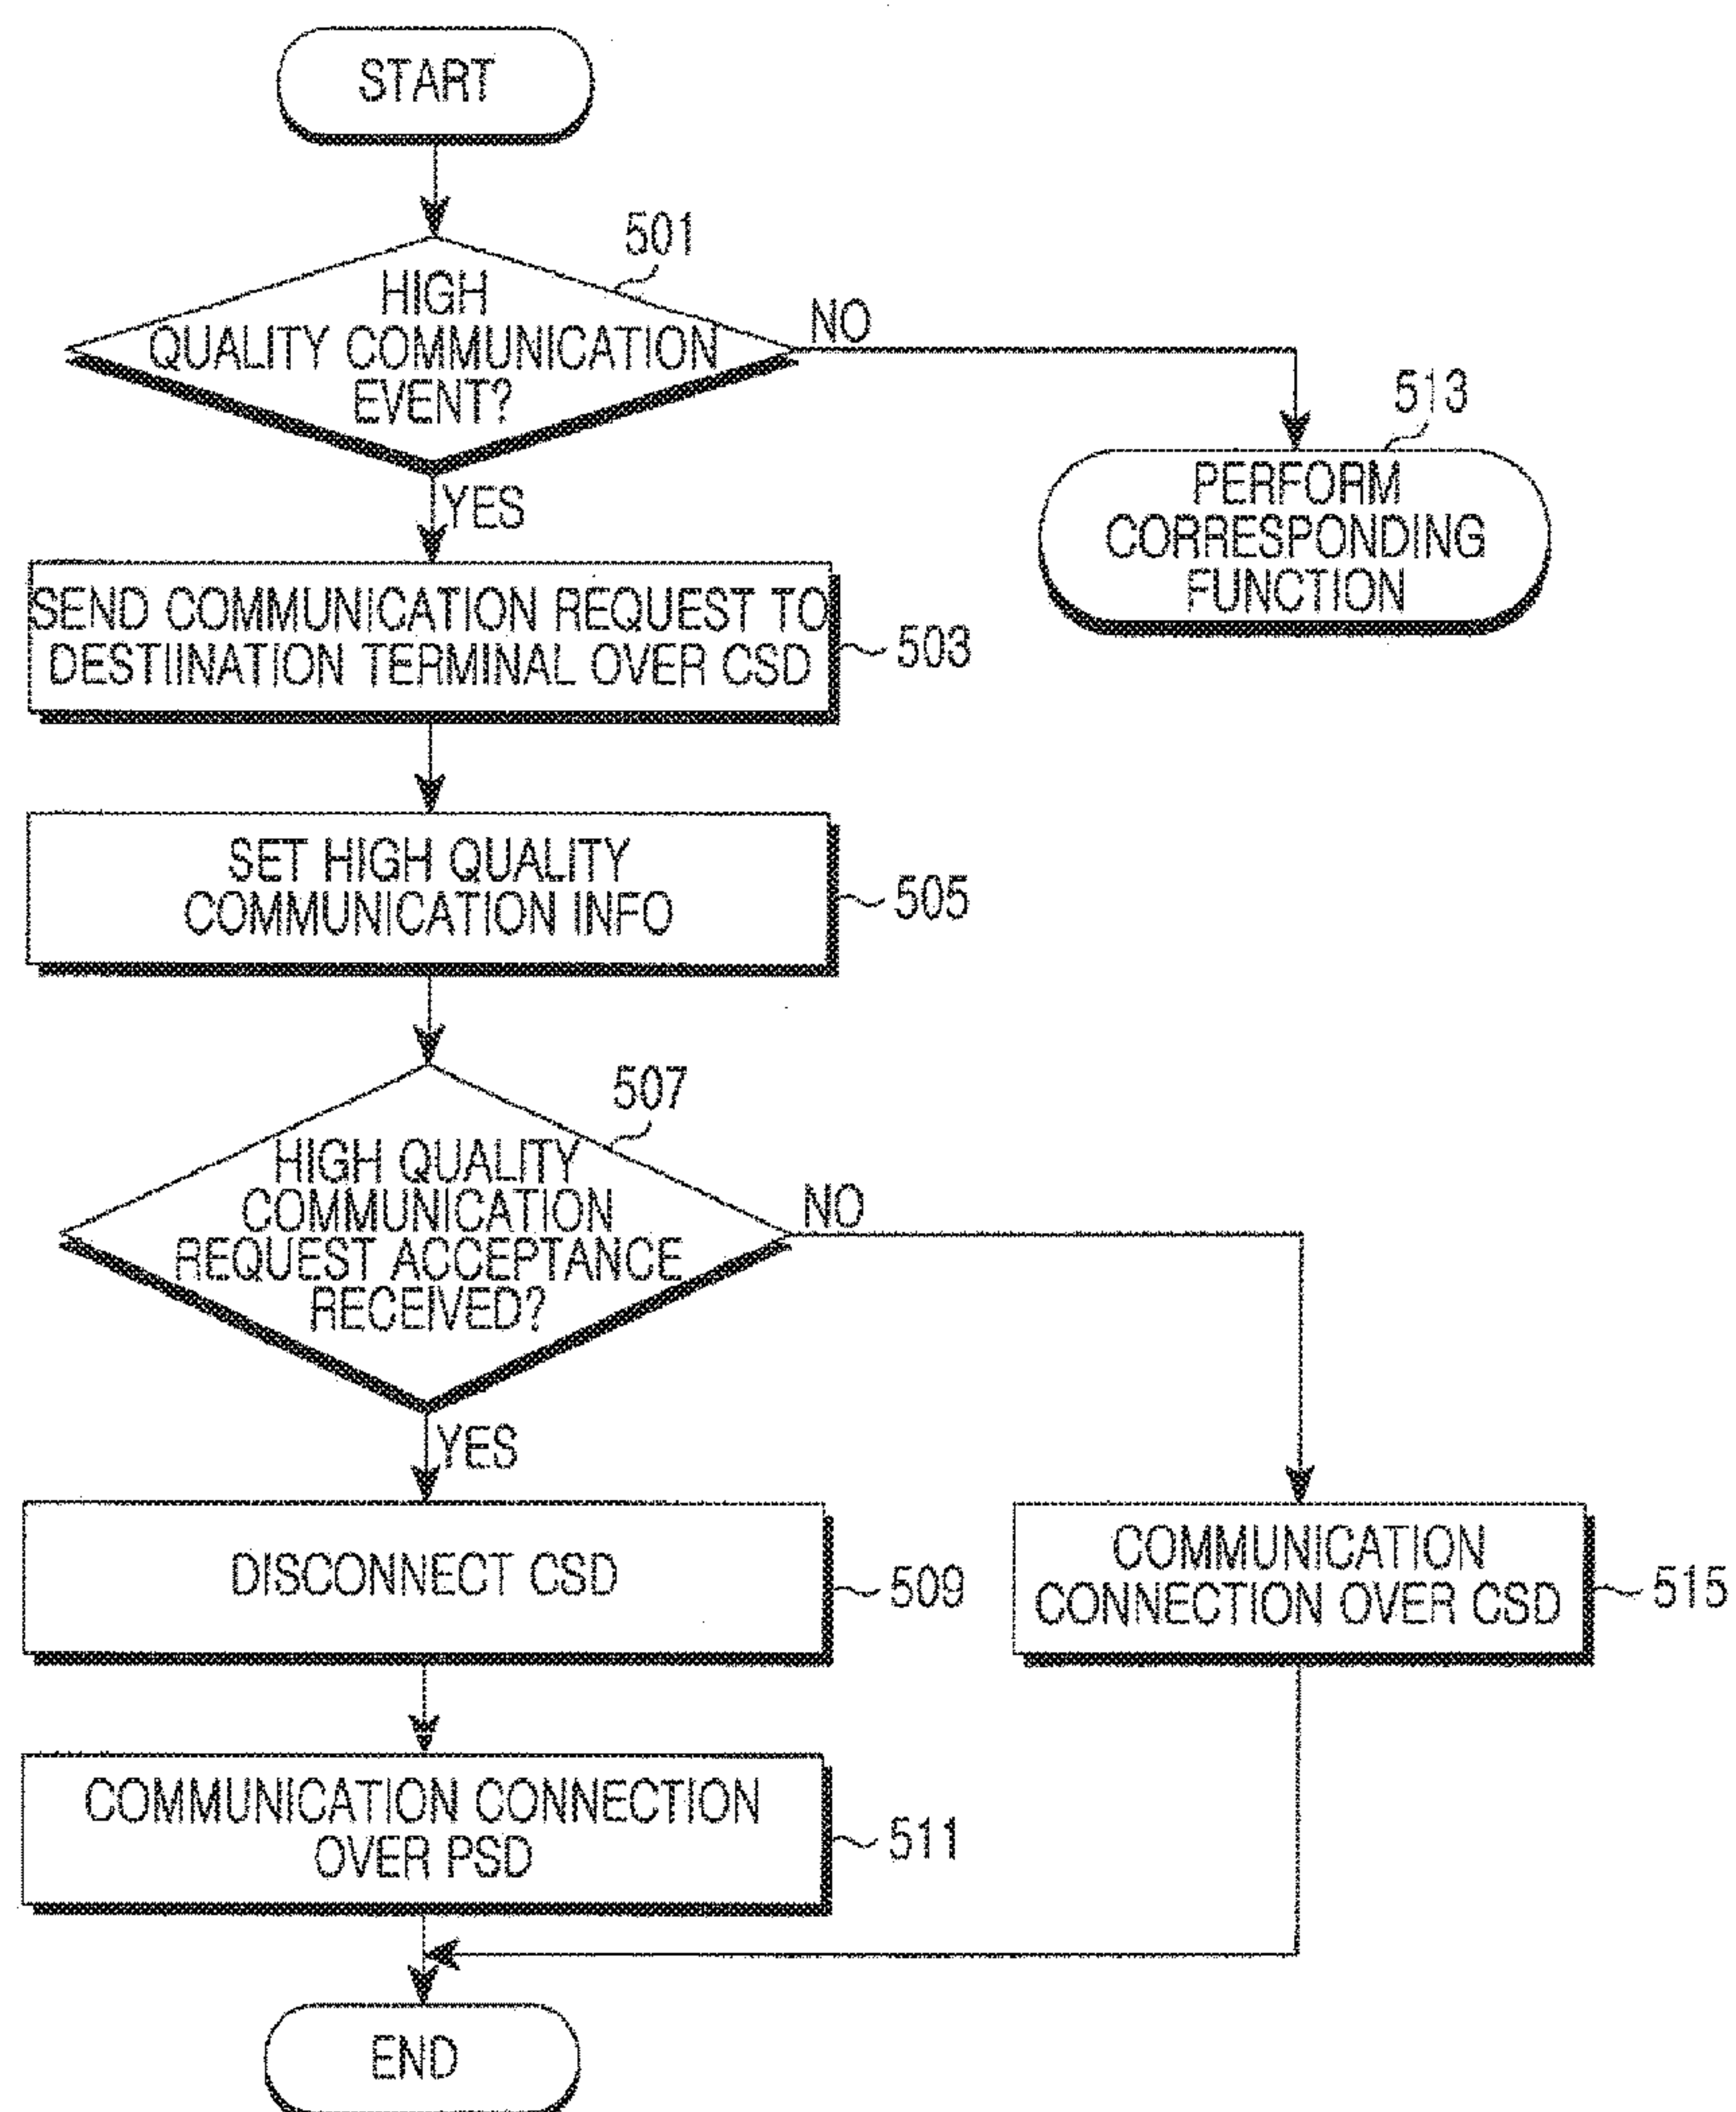 START
501
HIGH
QUALITY COMMUNICATION
EVENT?
NO
YES
513
PERFORM
CORRESPONDING
FUNCTION
SEND COMMUNICATION REQUEST TO
DESTIINATION TERMINAL OVER CSD
503
SET HIGH QUALITY
COMMUNICATION INFO
505
507
HIGH QUALITY
COMMUNICATION
REQUEST ACCEPTANCE
RECEIVED?
NO
YES
DISCONNECT CSD
509
COMMUNICATION
CONNECTION OVER CSD
515
COMMUNICATION CONNECTION
OVER PSD
511
END